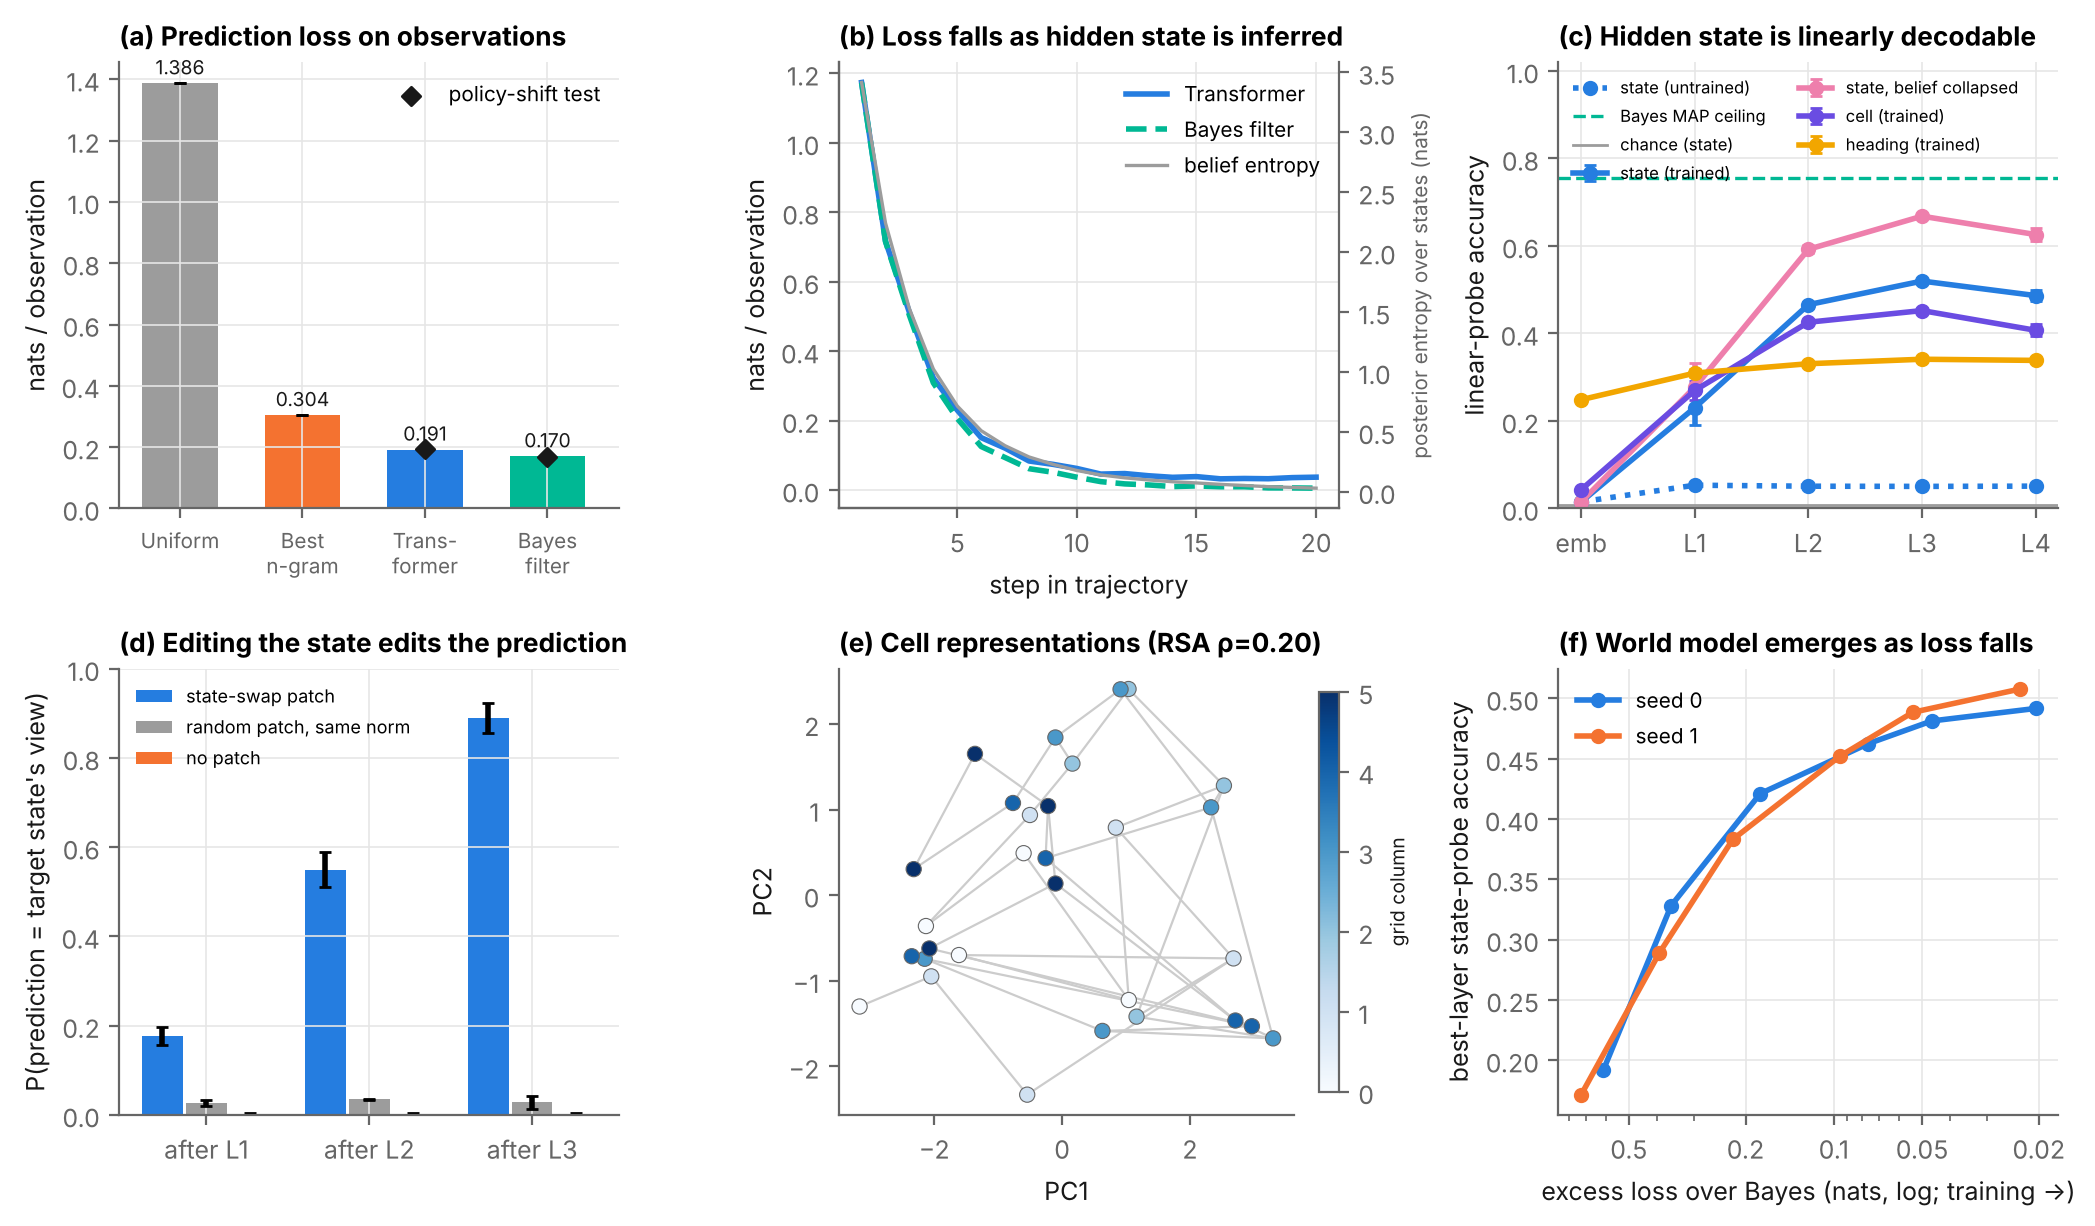 (a) Prediction loss on observations
nats / observation
1.4
1.2
1.0
0.8
0.6
0.4
0.2
0.0
1.386
0.304
0.191
0.170
policy-shift test
Uniform
Best
n-gram
Trans-
former
Bayes
filter
(b) Loss falls as hidden state is inferred
nats / observation
1.2
1.0
0.8
0.6
0.4
0.2
0.0
Transformer
Bayes filter
belief entropy
3.5
3.0
2.5
2.0
1.5
1.0
0.5
0.0
posterior entropy over states (nats)
5 10 15 20
step in trajectory
(c) Hidden state is linearly decodable
linear-probe accuracy
1.0
0.8
0.6
0.4
0.2
0.0
state (untrained)
Bayes MAP ceiling
chance (state)
state (trained)
state, belief collapsed
cell (trained)
heading (trained)
emb L1 L2 L3 L4
(d) Editing the state edits the prediction
P(prediction = target state's view)
1.0
0.8
0.6
0.4
0.2
0.0
state-swap patch
random patch, same norm
no patch
after L1 after L2 after L3
(e) Cell representations (RSA ρ=0.20)
PC2
2
1
0
−1
−2
−2 0 2
PC1
5
4
3
2
1
0
grid column
(f) World model emerges as loss falls
best-layer state-probe accuracy
0.50
0.45
0.40
0.35
0.30
0.25
0.20
seed 0
seed 1
0.5 0.2 0.1 0.05 0.02
excess loss over Bayes (nats, log; training →)